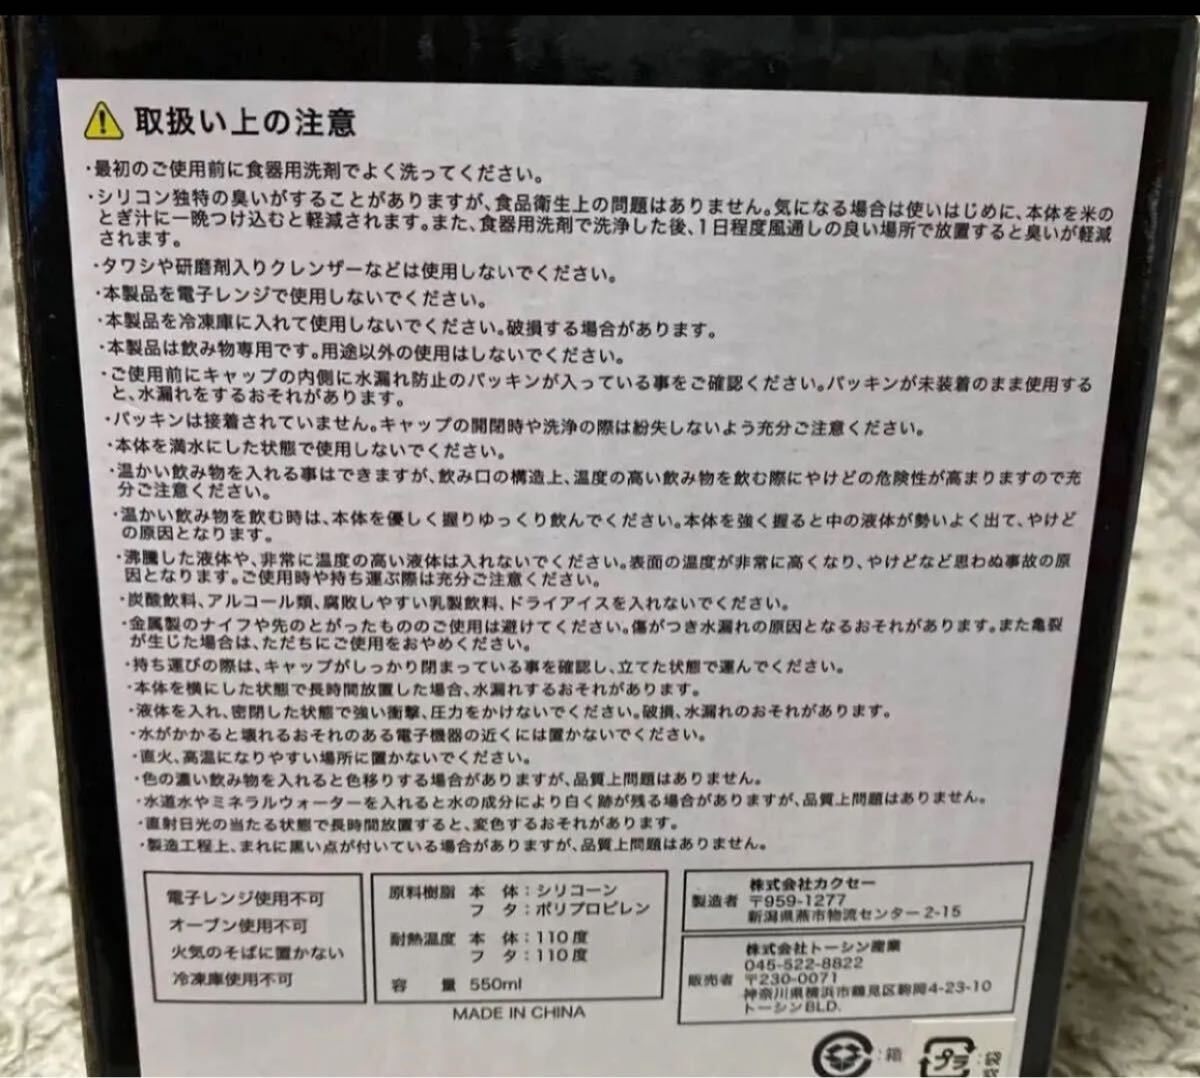 取扱い上の注意
・最初のご使用前に食器用洗剤でよく洗ってください。
・シリコン独特の臭いがすることがありますが、食品衛生上の問題はありません。気になる場合は使いはじめに、本体を米の
とぎ汁に一晩つけ込むと軽減されます。また、食器用洗剤で洗浄した後、1日程度風通しの良い場所で放置すると臭いが軽減
されます。
・タワシや研磨剤入りクレンザーなどは使用しないでください。
・本製品を電子レンジで使用しないでください。
・本製品を冷凍庫に入れて使用しないでください。破損する場合があります。
・本製品は飲み物専用です。用途以外の使用はしないでください。
・ご使用前にキャップの内側に水漏れ防止のパッキンが入っている事をご確認ください。パッキンが未装着のまま使用する
と、水漏れをするおそれがあります。
・パッキンは接着されていません。キャップの開閉時や洗浄の際は紛失しないよう充分ご注意ください。
・本体を満水にした状態で使用しないでください。
・温かい飲み物を入れる事はできますが、飲み口の構造上、温度の高い飲み物を飲む際にやけどの危険性が高まりますので充
分ご注意ください。
・温かい飲み物を飲む時は、本体を優しく握りゆっくり飲んでください。本体を強く握ると中の液体が勢いよく出て、やけど
の原因となります。
・沸騰した液体や、非常に温度の高い液体は入れないでください。表面の温度が非常に高くなり、やけどなど思わぬ事故の原
因となります。ご使用時や持ち運ぶ際は充分ご注意ください。
・炭酸飲料、アルコール類、腐敗しやすい乳製飲料、ドライアイスを入れないでください。
・金属製のナイフや先のとがったもののご使用は避けてください。傷がつき水漏れの原因となるおそれがあります。また亀裂
が生じた場合は、ただちにご使用をおやめください。
・持ち運びの際は、キャップがしっかり閉まっている事を確認し、立てた状態で運んでください。
・本体を横にした状態で長時間放置した場合、水漏れするおそれがあります。
・液体を入れ、密閉した状態で強い衝撃、圧力をかけないでください。破損、水漏れのおそれがあります。
・水がかかると壊れるおそれのある電子機器の近くには置かないでください。
・直火、高温になりやすい場所に置かないでください。
・色の濃い飲み物を入れると色移りする場合がありますが、品質上問題はありません。
・水道水やミネラルウォーターを入れると水の成分により白く跡が残る場合がありますが、品質上問題はありません。
・直射日光の当たる状態で長時間放置すると、変色するおそれがあります。
・製造工程上、まれに黒い点が付いている場合がありますが、品質上問題はありません。
電子レンジ使用不可
オーブン使用不可
火気のそばに置かない
冷凍庫使用不可
原料樹脂 本 体：シリコーン
フ タ：ポリプロピレン
耐熱温度 本 体：110度
フ タ：110度
容 量 550ml
MADE IN CHINA
製造者
株式会社カクセー
〒959-1277
新潟県燕市物流センター2-15
販売者
株式会社トーシン産業
045-522-8822
〒230-0071
神奈川県横浜市鶴見区駒岡4-23-10
トーシンBLD.
：箱
プラ
：袋